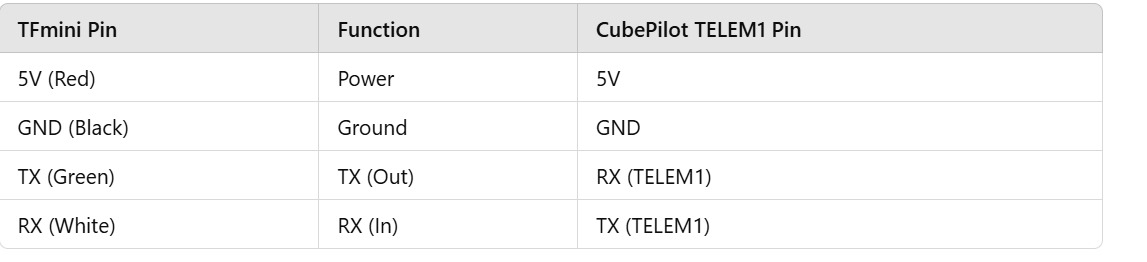 TFmini Pin Function CubePilot TELEM1 Pin
5V (Red) Power 5V
GND (Black) Ground GND
TX (Green) TX (Out) RX (TELEM1)
RX (White) RX (In) TX (TELEM1)